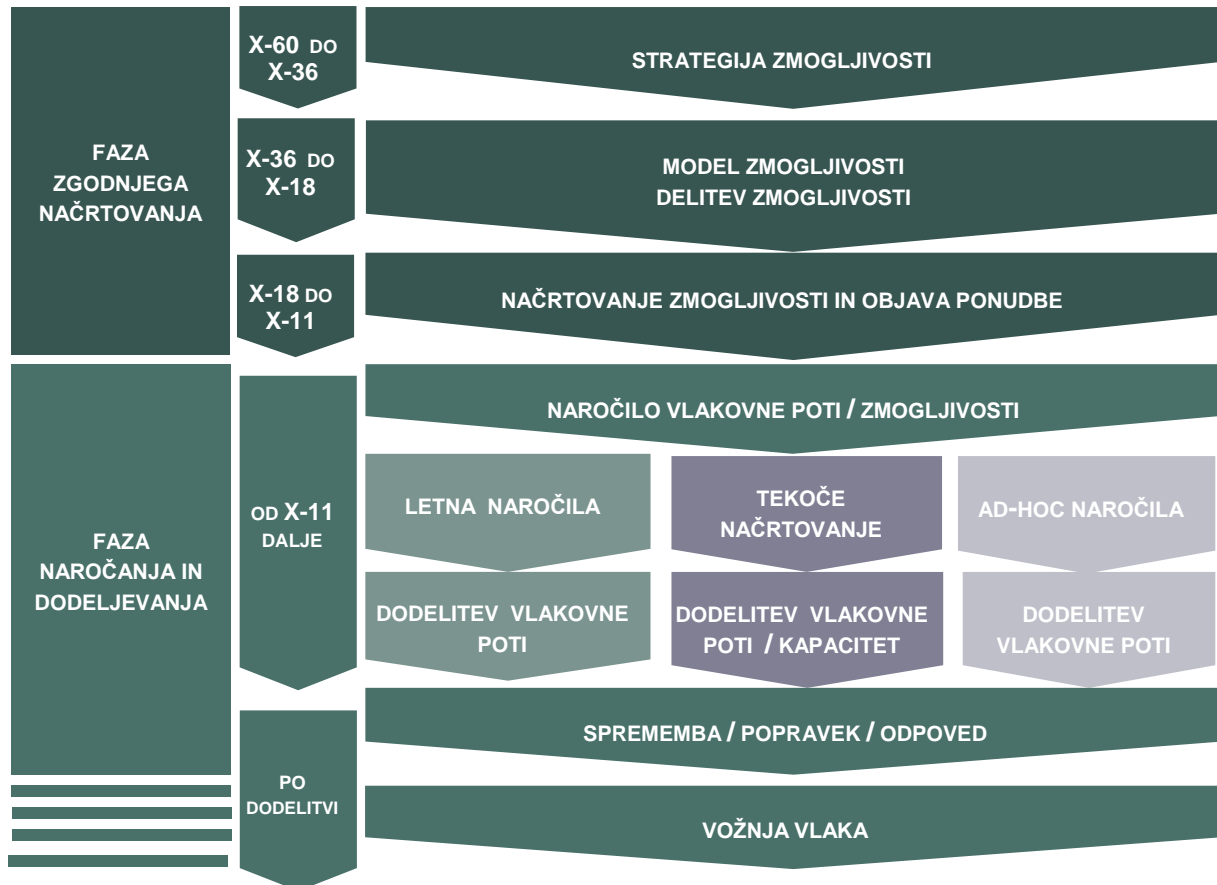 FAZA
ZGODNJEGA
NAČRTOVANJA
X-60 DO
X-36
STRATEGIJA ZMOGLJIVOSTI
X-36 DO
X-18
MODEL ZMOGLJIVOSTI
DELITEV ZMOGLJIVOSTI
X-18 DO
X-11
NAČRTOVANJE ZMOGLJIVOSTI IN OBJAVA PONUDBE
FAZA
NAROČANJA IN
DODELJEVANJA
OD X-11
DALJE
NAROČILO VLAKOVNE POTI / ZMOGLJIVOSTI
LETNA NAROČILA
TEKOČE
NAČRTOVANJE
AD-HOC NAROČILA
DODELITEV VLAKOVNE
POTI
DODELITEV VLAKOVNE
POTI / KAPACITET
DODELITEV
VLAKOVNE POTI
PO
DODELITVI
SPREMEMBA / POPRAVEK / ODPOVED
VOŽNJA VLAKA